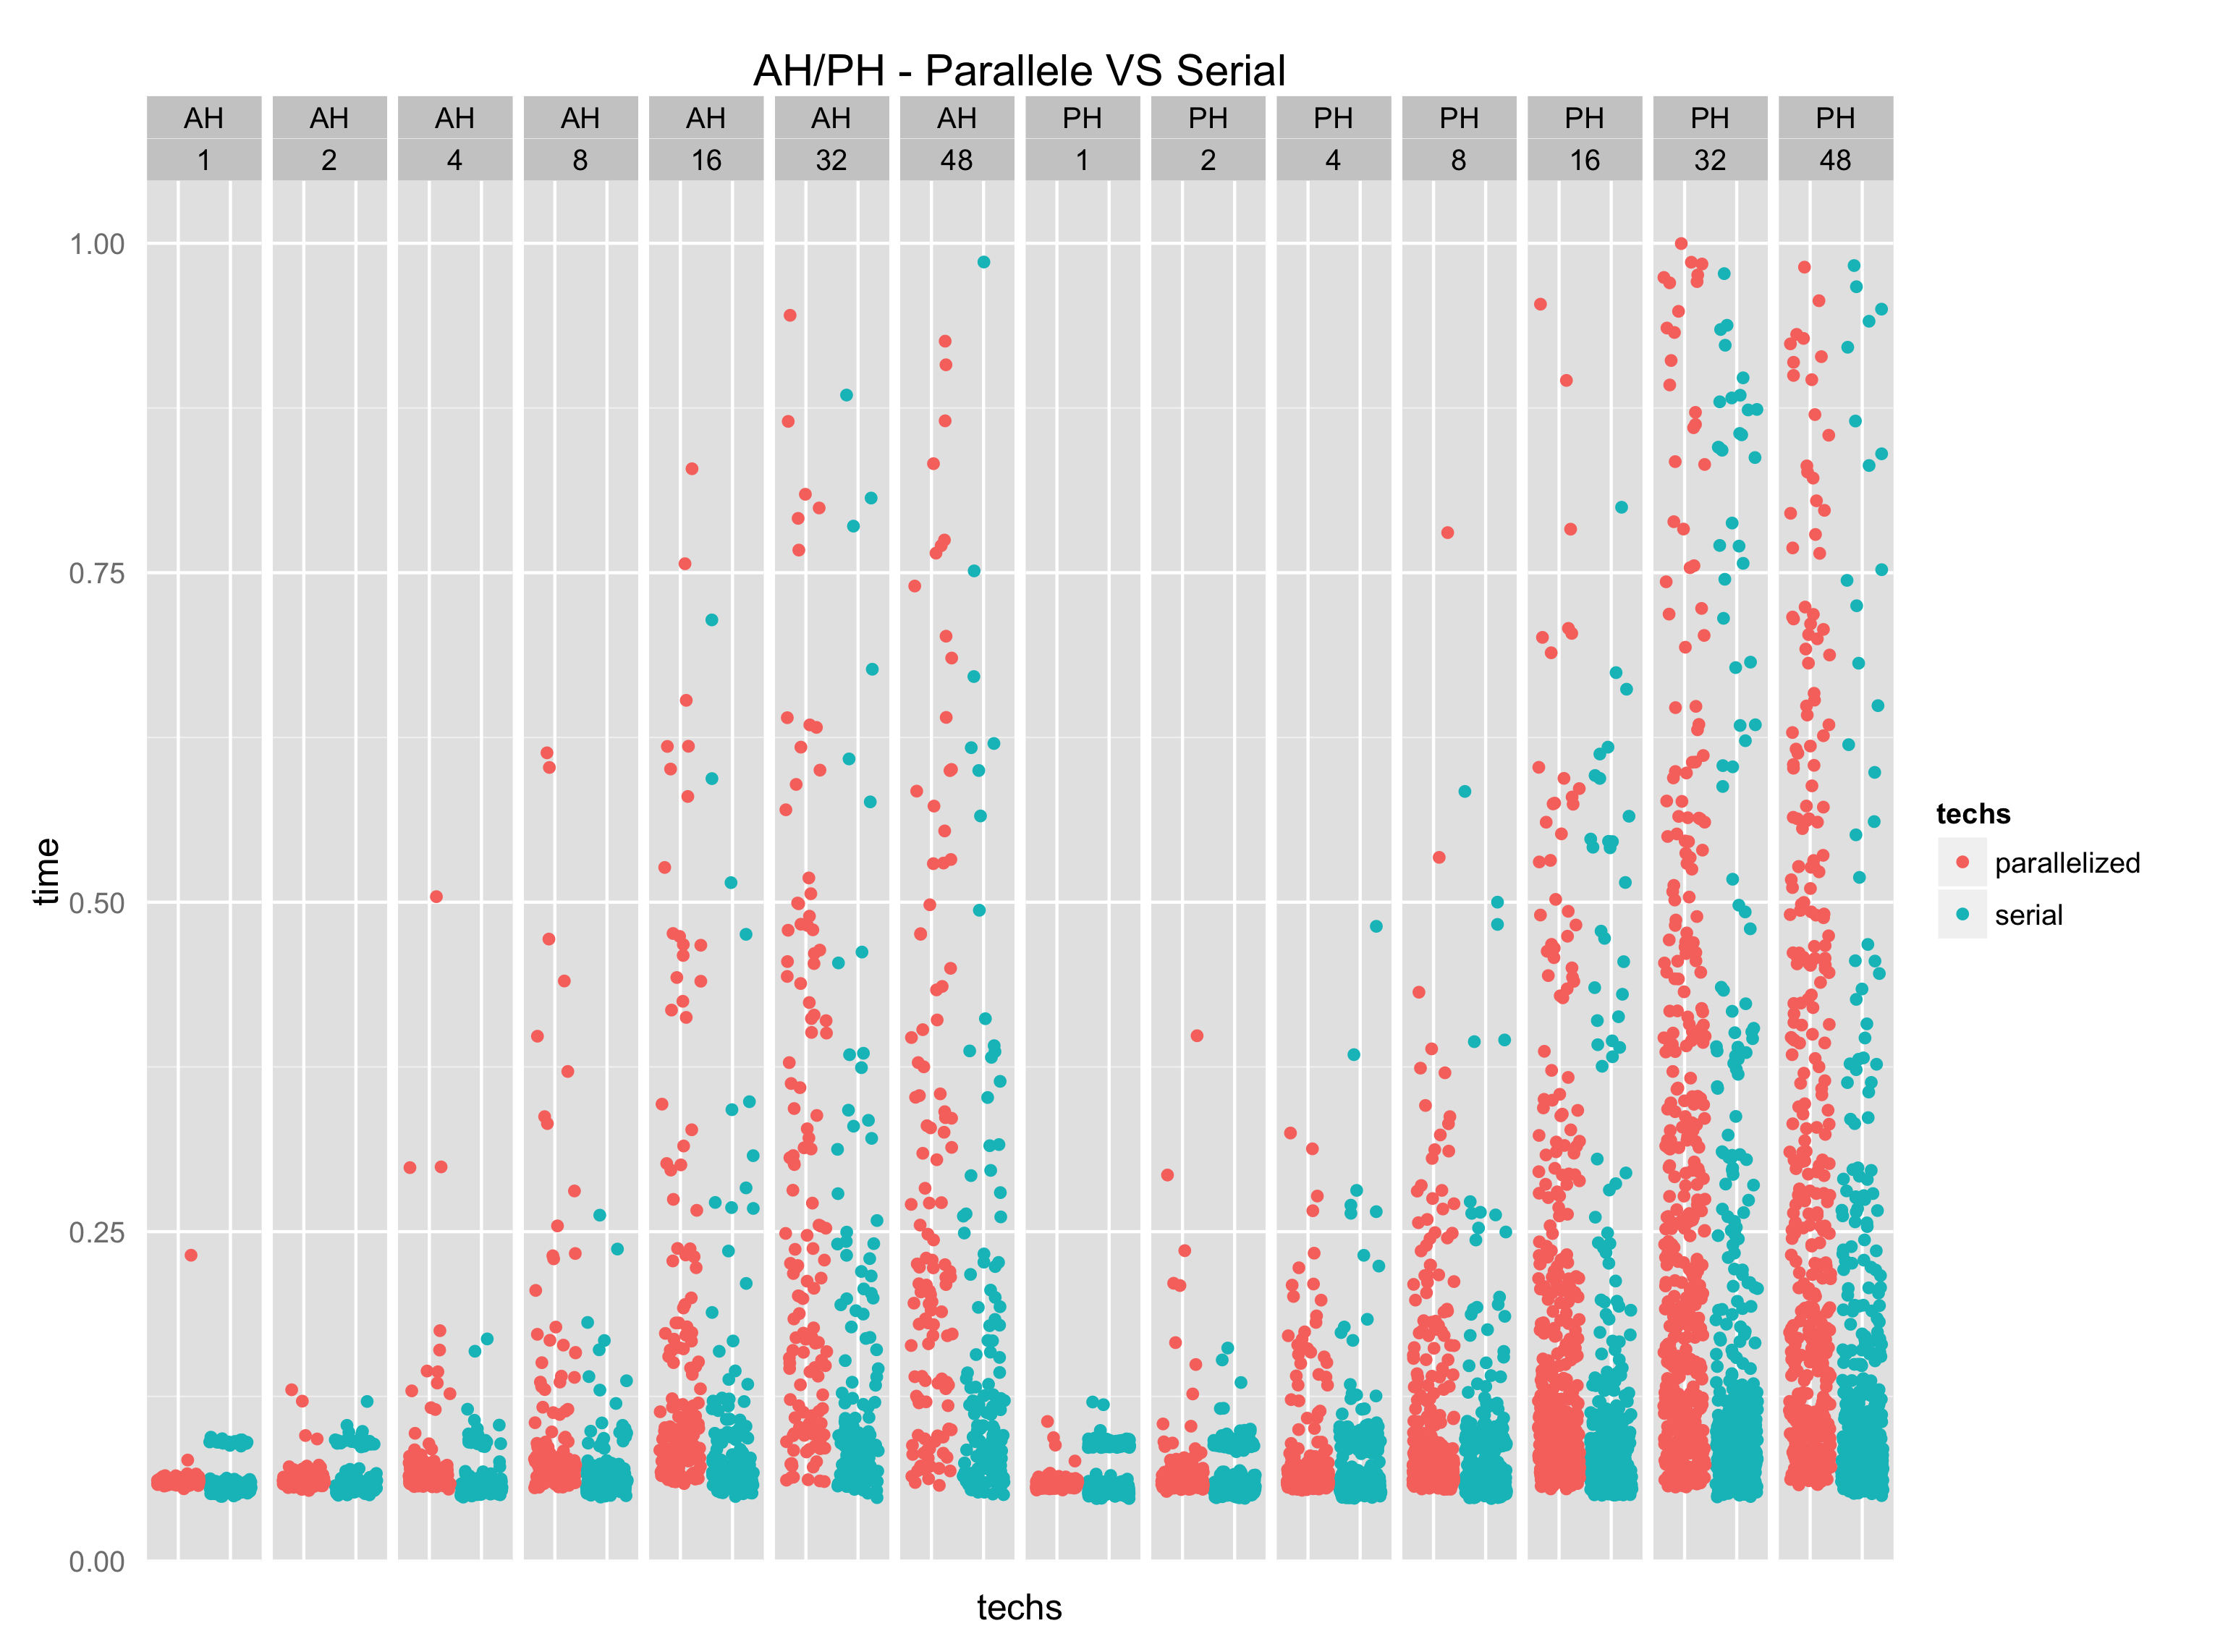 AH/PH - Parallele VS Serial
AH AH AH AH AH AH AH PH PH PH PH PH PH PH
1 2 4 8 16 32 48 1 2 4 8 16 32 48
1.00
0.75
0.50
0.25
0.00
time
techs
techs
parallelized
serial